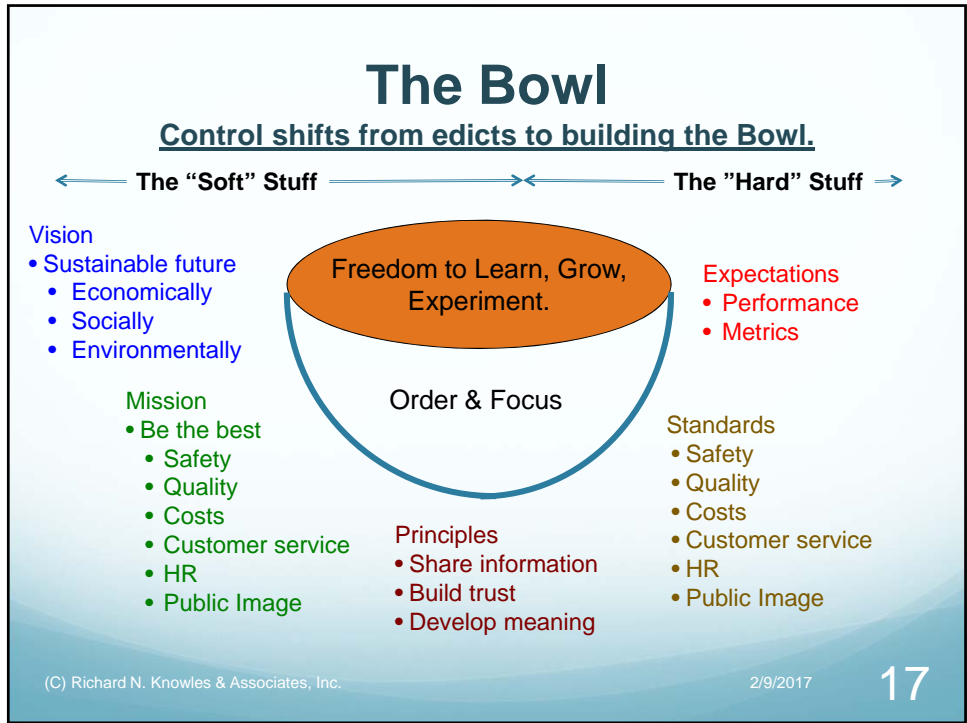 The Bowl
Control shifts from edicts to building the Bowl.
The “Soft” Stuff
The ”Hard” Stuff
Vision
• Sustainable future
• Economically
• Socially
• Environmentally
Freedom to Learn, Grow,
Experiment.
Expectations
• Performance
• Metrics
Order & Focus
Mission
• Be the best
• Safety
• Quality
• Costs
• Customer service
• HR
• Public Image
Principles
• Share information
• Build trust
• Develop meaning
Standards
• Safety
• Quality
• Costs
• Customer service
• HR
• Public Image
(C) Richard N. Knowles & Associates, Inc.
2/9/2017
17